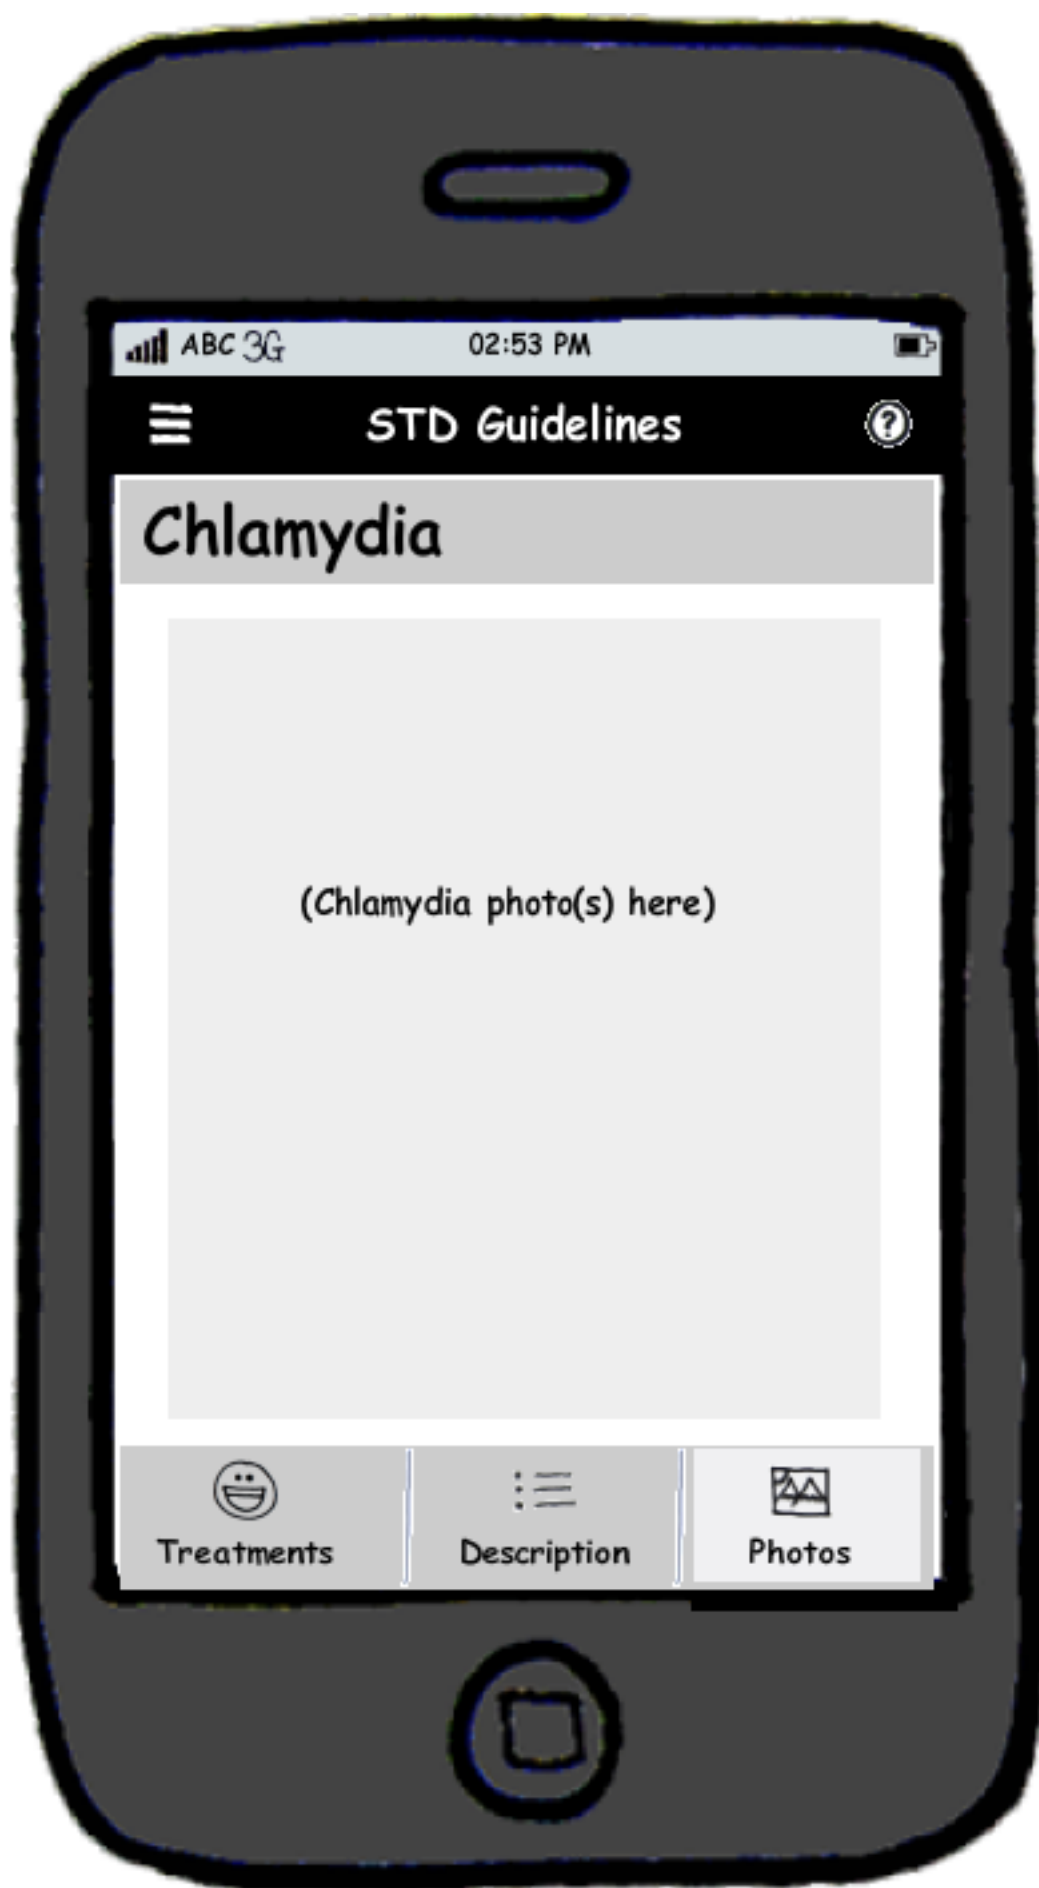 ABC 3G 02:53 PM
STD Guidelines ?
Chlamydia
(Chlamydia photo(s) here)
Treatments Description Photos